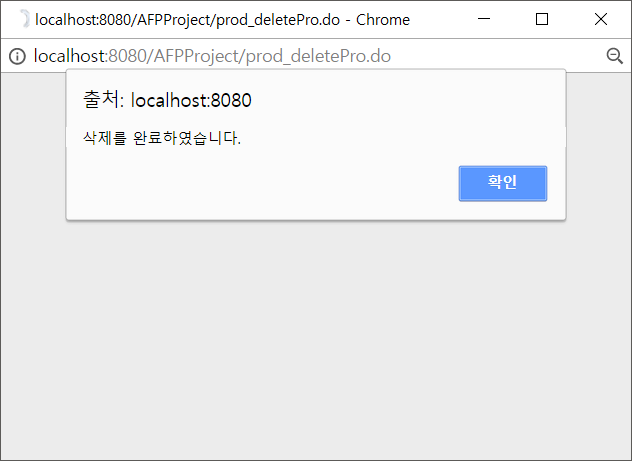 localhost:8080/AFPProject/prod_deletePro.do - Chrome
localhost:8080/AFPProject/prod_deletePro.do
출처: localhost:8080
삭제를 완료하였습니다.
확인